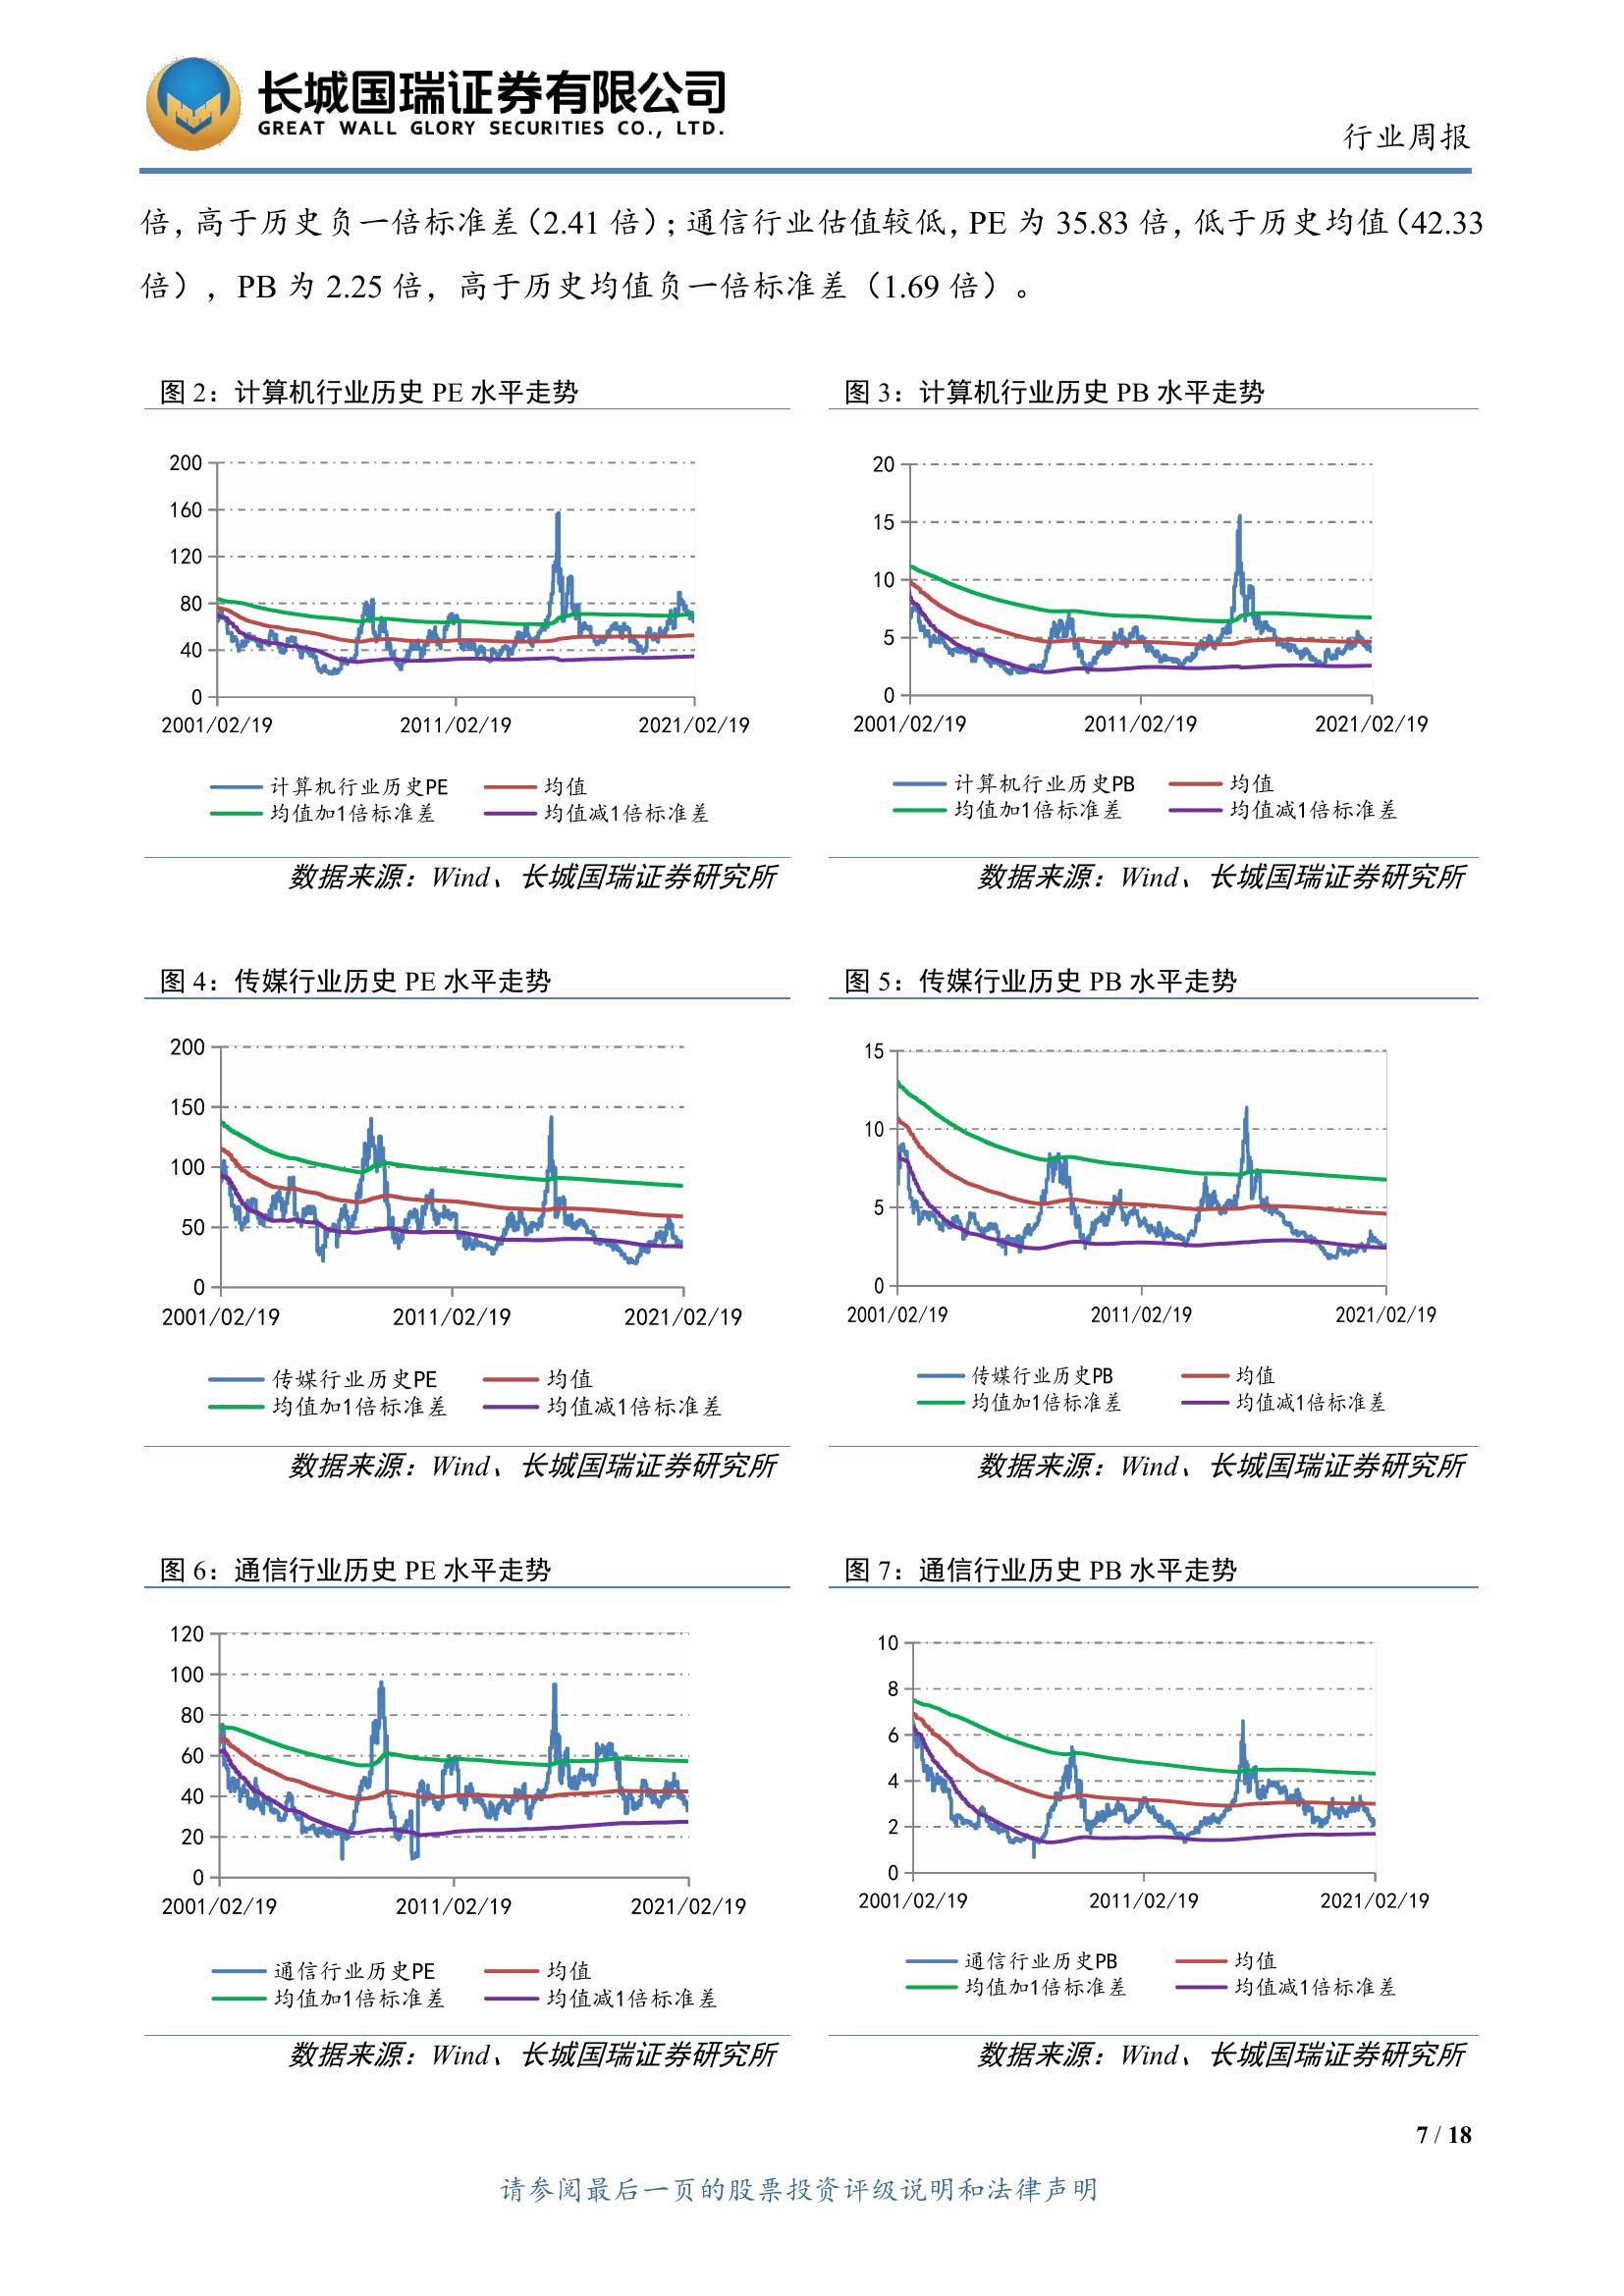 长城国瑞证券有限公司
GREAT WALL GLORY SECURITIES CO., LTD.
行业周报
倍，高于历史负一倍标准差（2.41 倍）；通信行业估值较低，PE 为 35.83 倍，低于历史均值（42.33
倍），PB 为 2.25 倍，高于历史均值负一倍标准差（1.69 倍）。
图 2：计算机行业历史 PE 水平走势
200
160
120
80
40
0
2001/02/19 2011/02/19 2021/02/19
计算机行业历史PE 均值
均值加1倍标准差 均值减1倍标准差
数据来源：Wind、长城国瑞证券研究所
图 3：计算机行业历史 PB 水平走势
20
15
10
5
0
2001/02/19 2011/02/19 2021/02/19
计算机行业历史PB 均值
均值加1倍标准差 均值减1倍标准差
数据来源：Wind、长城国瑞证券研究所
图 4：传媒行业历史 PE 水平走势
200
150
100
50
0
2001/02/19 2011/02/19 2021/02/19
传媒行业历史PE 均值
均值加1倍标准差 均值减1倍标准差
数据来源：Wind、长城国瑞证券研究所
图 5：传媒行业历史 PB 水平走势
15
10
5
0
2001/02/19 2011/02/19 2021/02/19
传媒行业历史PB 均值
均值加1倍标准差 均值减1倍标准差
数据来源：Wind、长城国瑞证券研究所
图 6：通信行业历史 PE 水平走势
120
100
80
60
40
20
0
2001/02/19 2011/02/19 2021/02/19
通信行业历史PE 均值
均值加1倍标准差 均值减1倍标准差
数据来源：Wind、长城国瑞证券研究所
图 7：通信行业历史 PB 水平走势
10
8
6
4
2
0
2001/02/19 2011/02/19 2021/02/19
通信行业历史PB 均值
均值加1倍标准差 均值减1倍标准差
数据来源：Wind、长城国瑞证券研究所
7 / 18
请参阅最后一页的股票投资评级说明和法律声明